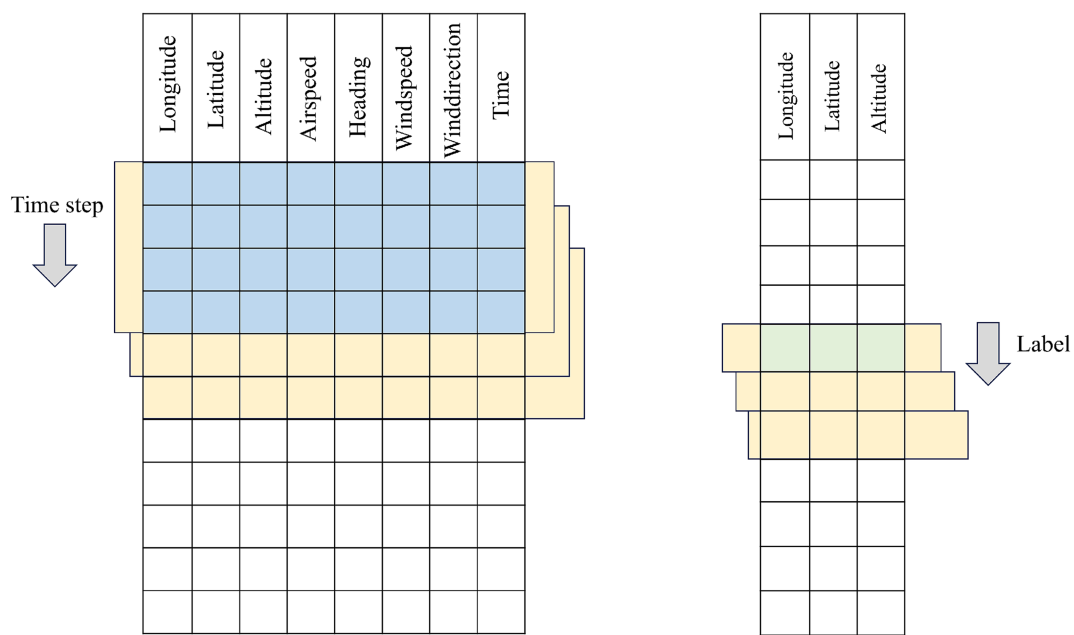 Longitude
Latitude
Altitude
Airspeed
Heading
Windspeed
Winddirection
Time
Time step
Longitude
Latitude
Altitude
Label